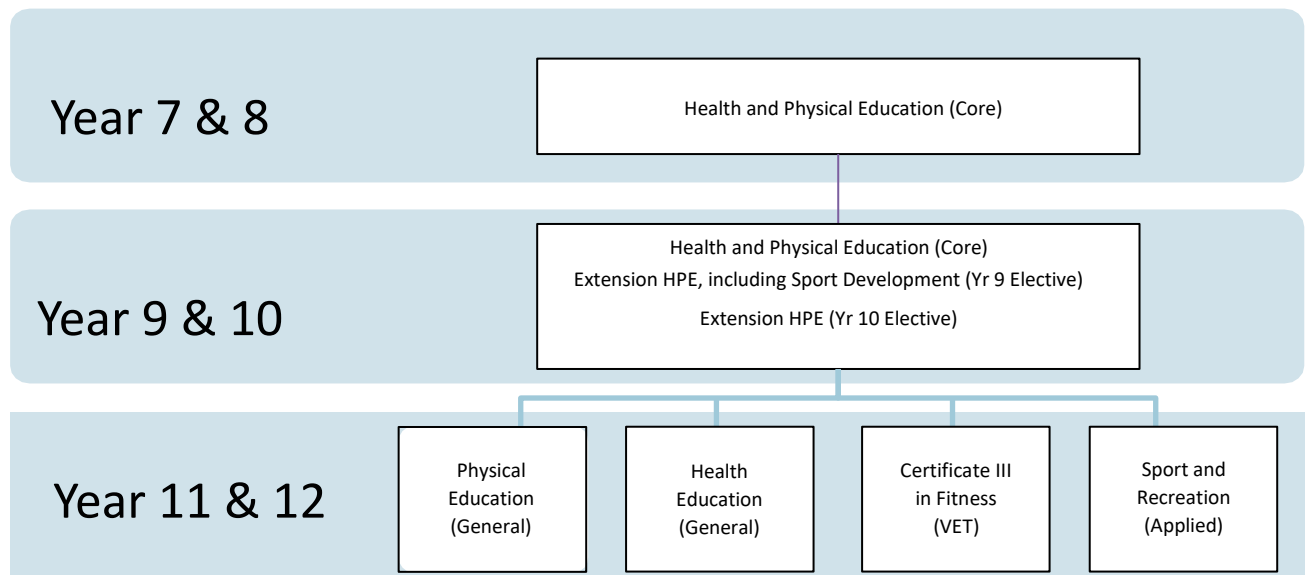 Year 7 & 8
Health and Physical Education (Core)
Year 9 & 10
Health and Physical Education (Core)
Extension HPE, including Sport Development (Yr 9 Elective)
Extension HPE (Yr 10 Elective)
Year 11 & 12
Physical
Education
(General)
Health
Education
(General)
Certificate III
in Fitness
(VET)
Sport and
Recreation
(Applied)